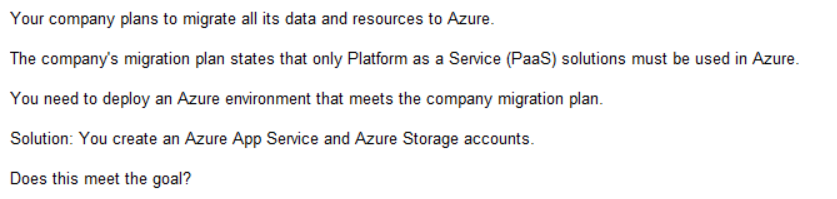 Your company plans to migrate all its data and resources to Azure.
The company's migration plan states that only Platform as a Service (PaaS) solutions must be used in Azure.
You need to deploy an Azure environment that meets the company migration plan.
Solution: You create an Azure App Service and Azure Storage accounts.
Does this meet the goal?